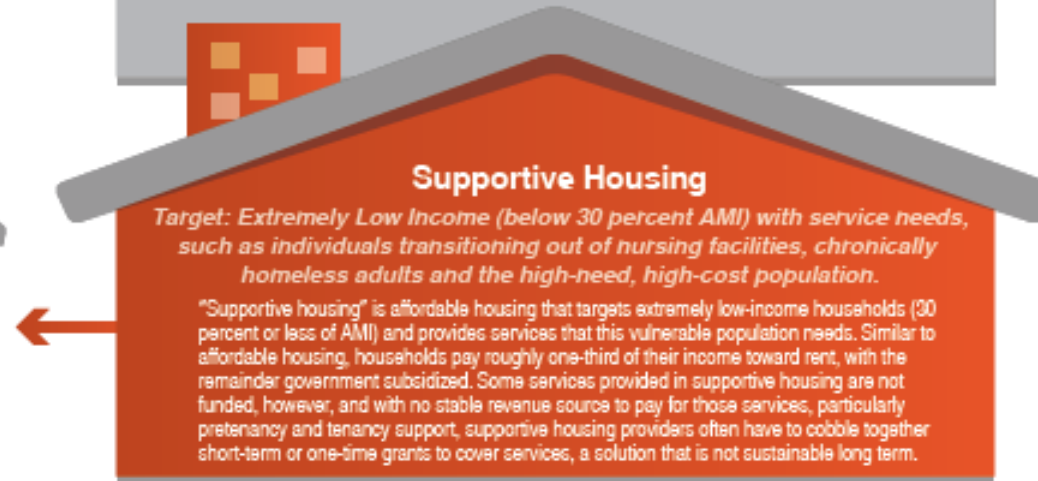 Supportive Housing
Target: Extremely Low Income (below 30 percent AMI) with service needs,
such as individuals transitioning out of nursing facilities, chronically
homeless adults and the high-need, high-cost population.
“Supportive housing” is affordable housing that targets extremely low-income households (30
percent or less of AMI) and provides services that this vulnerable population needs. Similar to
affordable housing, households pay roughly one-third of their income toward rent, with the
remainder government subsidized. Some services provided in supportive housing are not
funded, however, and with no stable revenue source to pay for those services, particularly
pretenancy and tenancy support, supportive housing providers often have to cobble together
short-term or one-time grants to cover services, a solution that is not sustainable long term.